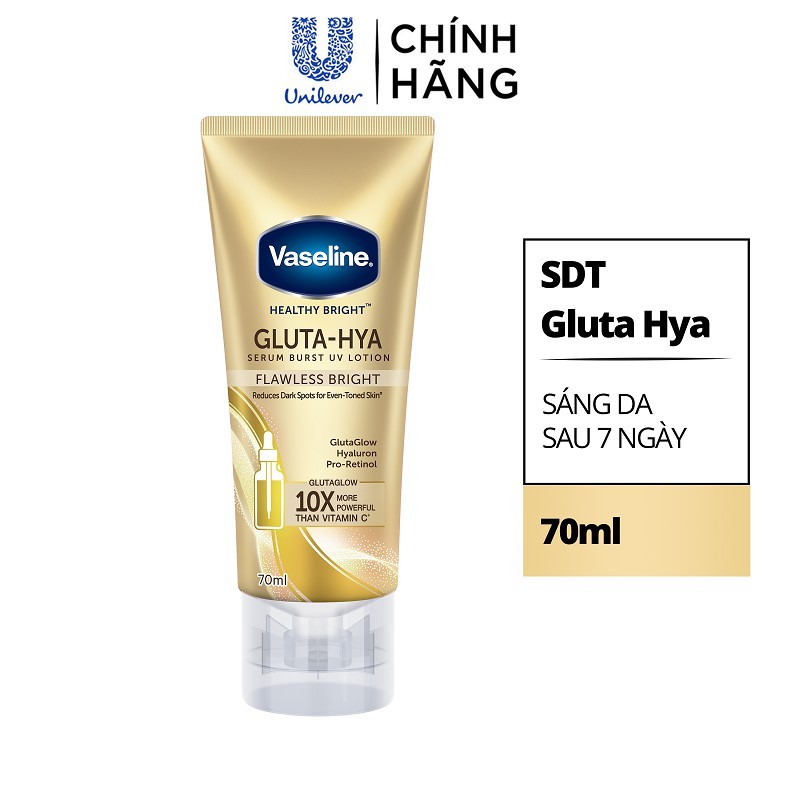 Unilever
CHÍNH
HÃNG
Vaseline®
HEALTHY BRIGHT™
GLUTA-HYA
SERUM BURST UV LOTION
FLAWLESS BRIGHT
Reduces Dark Spots for Even-Toned Skin*
GlutaGlow
Hyaluron
Pro-Retinol
GLUTAGLOW
10X MORE POWERFUL
THAN VITAMIN C*
70ml
SDT
Gluta Hya
SÁNG DA
SAU 7 NGÀY
70ml